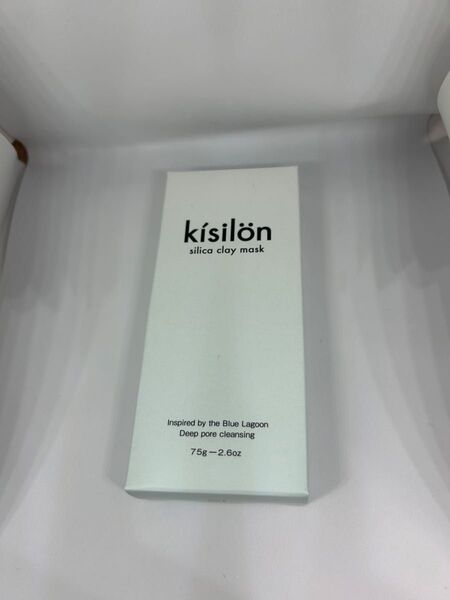 kísilön
silica clay mask
Inspired by the Blue Lagoon
Deep pore cleansing
75g—2.6oz